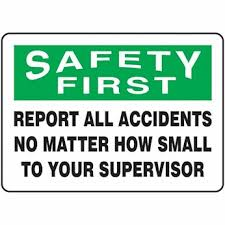 SAFETY
FIRST
REPORT ALL ACCIDENTS
NO MATTER HOW SMALL
TO YOUR SUPERVISOR